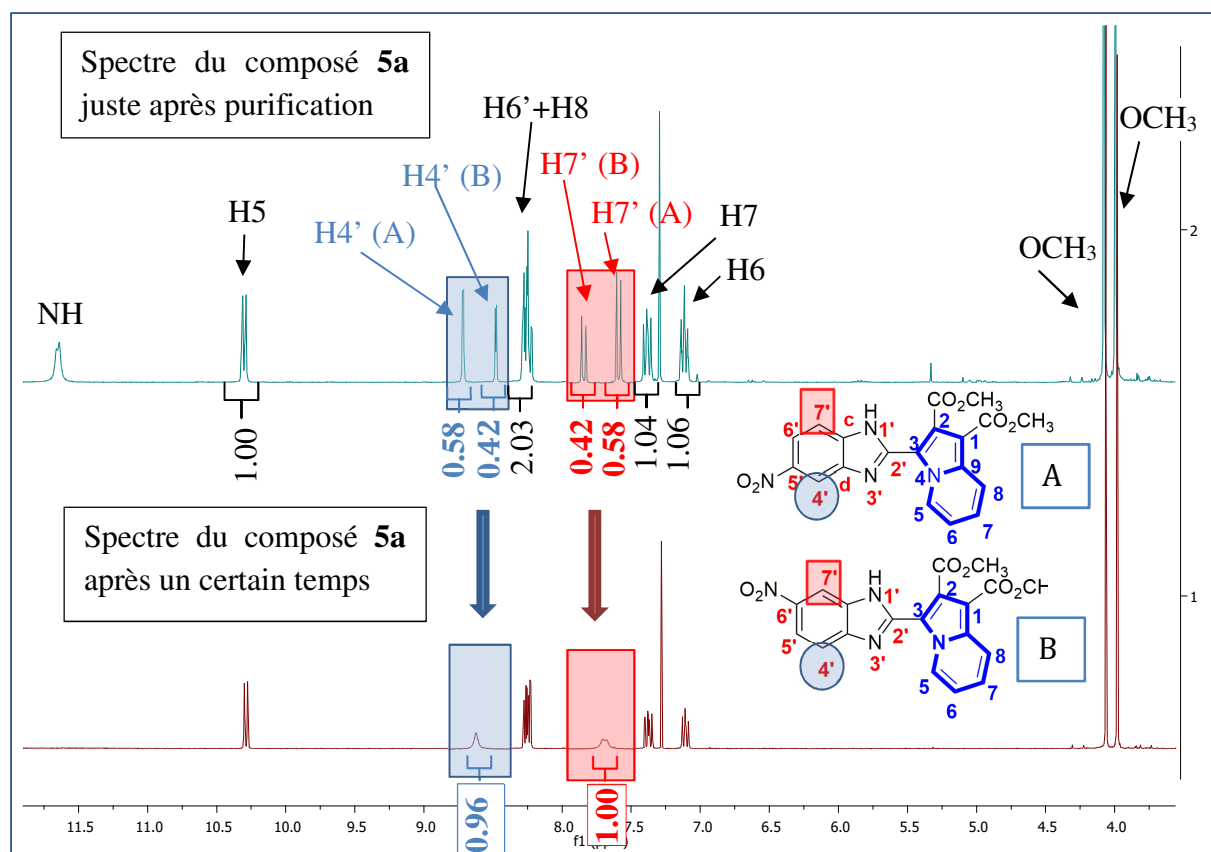 Spectre du composé 5a
juste après purification
H6'+H8
OCH3
H7' (B)
H4' (B)
H7' (A)
H5
H7
H4' (A)
OCH3
H6
NH
2
1.00
0.58
0.42
2.03
0.42
0.58
1.04
1.06
CO2CH3
7' c H 2 CO2CH3
6' N 1' 3 1
O2N 5' d N 2' 4 N 9 8
4' 3' 5 7
6
A
Spectre du composé 5a
après un certain temps
CO2CH3
7' H 2 CO2CH
O2N N 1' 3 1
6' 2' N
5' N 8
4' 3' 5 7
6
B
1
0.96
1.00
11.5 11.0 10.5 10.0 9.5 9.0 8.0 7.5 7.0 6.5 6.0 5.5 5.0 4.5 4.0